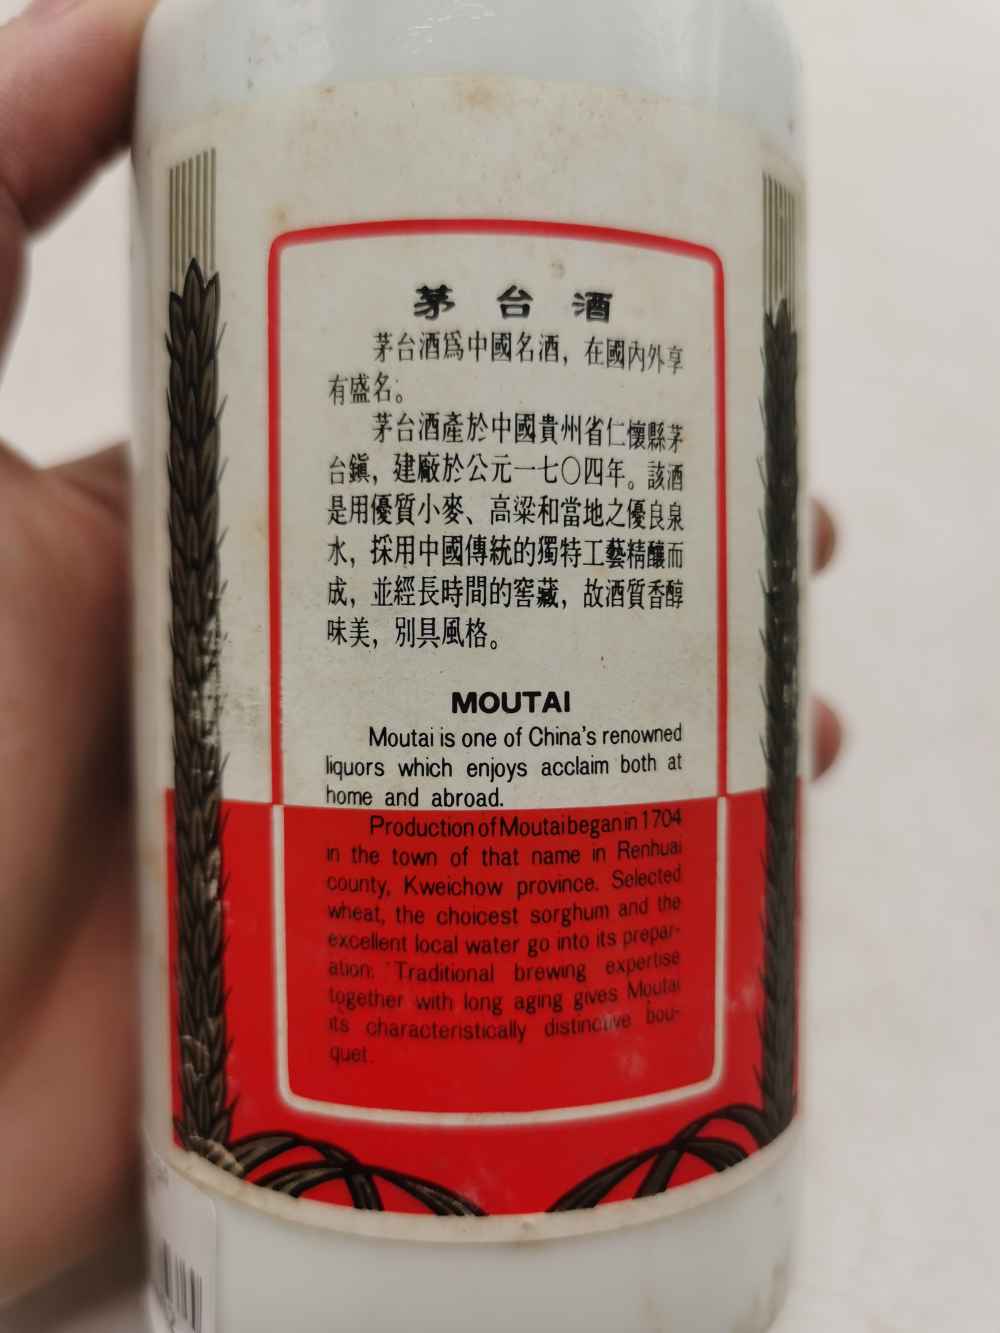 茅台酒
茅台酒爲中國名酒，在國內外享
有盛名。
茅台酒產於中國貴州省仁懷縣茅
台鎭，建廠於公元一七〇四年。該酒
是用優質小麥、高粱和當地之優良泉
水，採用中國傳統的獨特工藝精釀而
成，並經長時間的窖藏，故酒質香醇
味美，別具風格。
MOUTAI
Moutai is one of China's renowned
liquors which enjoys acclaim both at
home and abroad.
Production of Moutai began in 1704
in the town of that name in Renhuai
county, Kweichow province. Selected
wheat, the choicest sorghum and the
excellent local water go into its prepar-
ation. Traditional brewing expertise
together with long aging gives Moutai
its characteristically distinctive bou-
quet.